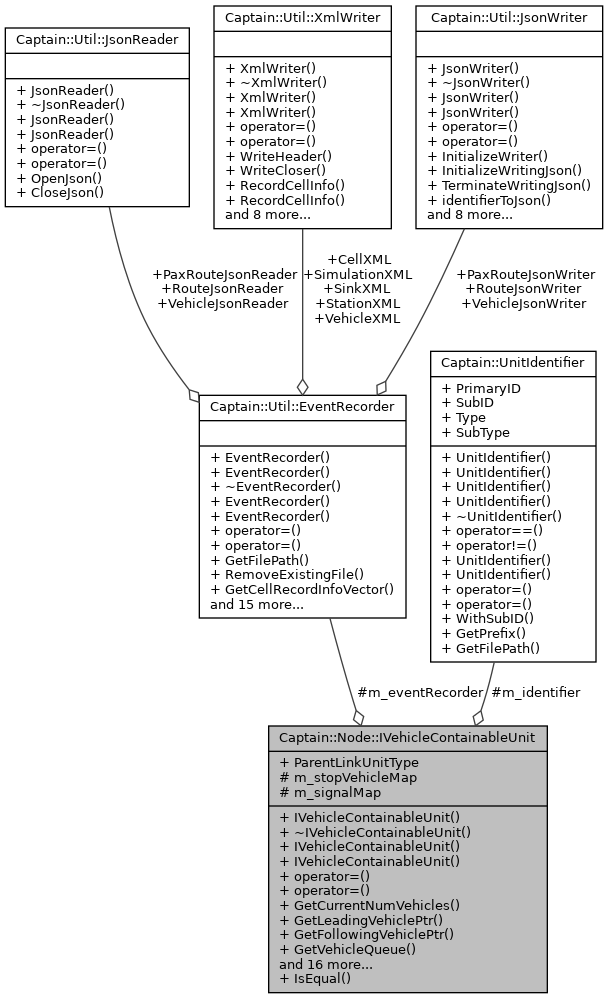 Captain::Util::JsonReader
+ JsonReader()
+ ~JsonReader()
+ JsonReader()
+ JsonReader()
+ operator=()
+ operator=()
+ OpenJson()
+ CloseJson()
Captain::Util::XmlWriter
+ XmlWriter()
+ ~XmlWriter()
+ XmlWriter()
+ XmlWriter()
+ operator=()
+ operator=()
+ WriteHeader()
+ WriteCloser()
+ RecordCellInfo()
+ RecordCellInfo()
and 8 more...
Captain::Util::JsonWriter
+ JsonWriter()
+ ~JsonWriter()
+ JsonWriter()
+ JsonWriter()
+ operator=()
+ operator=()
+ InitializeWriter()
+ InitializeWritingJson()
+ TerminateWritingJson()
+ identifierToJson()
and 8 more...
+PaxRouteJsonReader
+RouteJsonReader
+VehicleJsonReader
+CellXML
+SimulationXML
+SinkXML
+StationXML
+VehicleXML
+PaxRouteJsonWriter
+RouteJsonWriter
+VehicleJsonWriter
Captain::Util::EventRecorder
+ EventRecorder()
+ EventRecorder()
+ ~EventRecorder()
+ EventRecorder()
+ EventRecorder()
+ operator=()
+ operator=()
+ GetFilePath()
+ RemoveExistingFile()
+ GetCellRecordInfoVector()
and 15 more...
Captain::UnitIdentifier
+ PrimaryID
+ SubID
+ Type
+ SubType
+ UnitIdentifier()
+ UnitIdentifier()
+ UnitIdentifier()
+ UnitIdentifier()
+ ~UnitIdentifier()
+ operator==()
+ operator!=()
+ UnitIdentifier()
+ UnitIdentifier()
+ operator=()
+ operator=()
+ WithSubID()
+ GetPrefix()
+ GetFilePath()
#m_eventRecorder
#m_identifier
Captain::Node::IVehicleContainableUnit
+ ParentLinkUnitType
# m_stopVehicleMap
# m_signalMap
+ IVehicleContainableUnit()
+ ~IVehicleContainableUnit()
+ IVehicleContainableUnit()
+ IVehicleContainableUnit()
+ operator=()
+ operator=()
+ GetCurrentNumVehicles()
+ GetLeadingVehiclePtr()
+ GetFollowingVehiclePtr()
+ GetVehicleQueue()
and 16 more...
+ IsEqual()